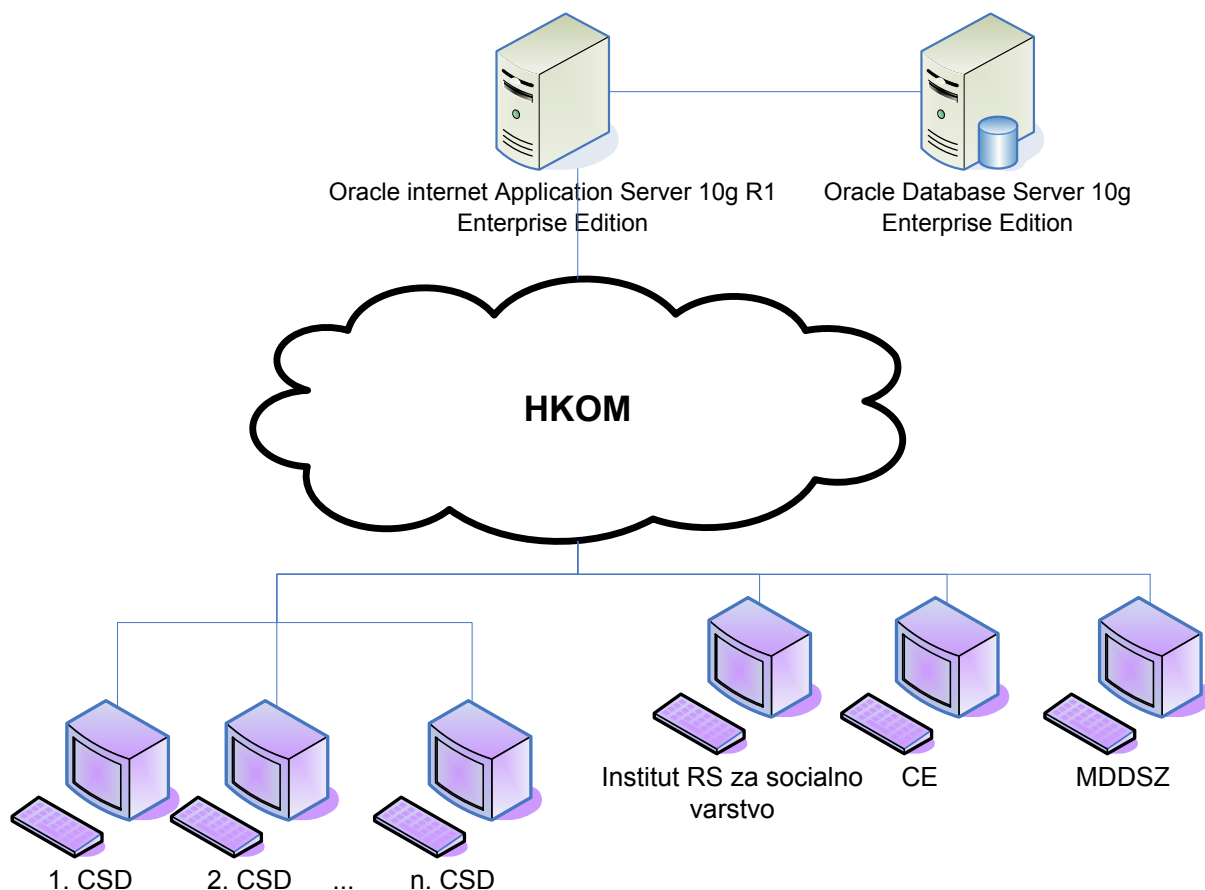 Oracle internet Application Server 10g R1
Enterprise Edition
Oracle Database Server 10g
Enterprise Edition
HKOM
Institut RS za socialno
varstvo
CE
MDDSZ
1. CSD
2. CSD
...
n. CSD